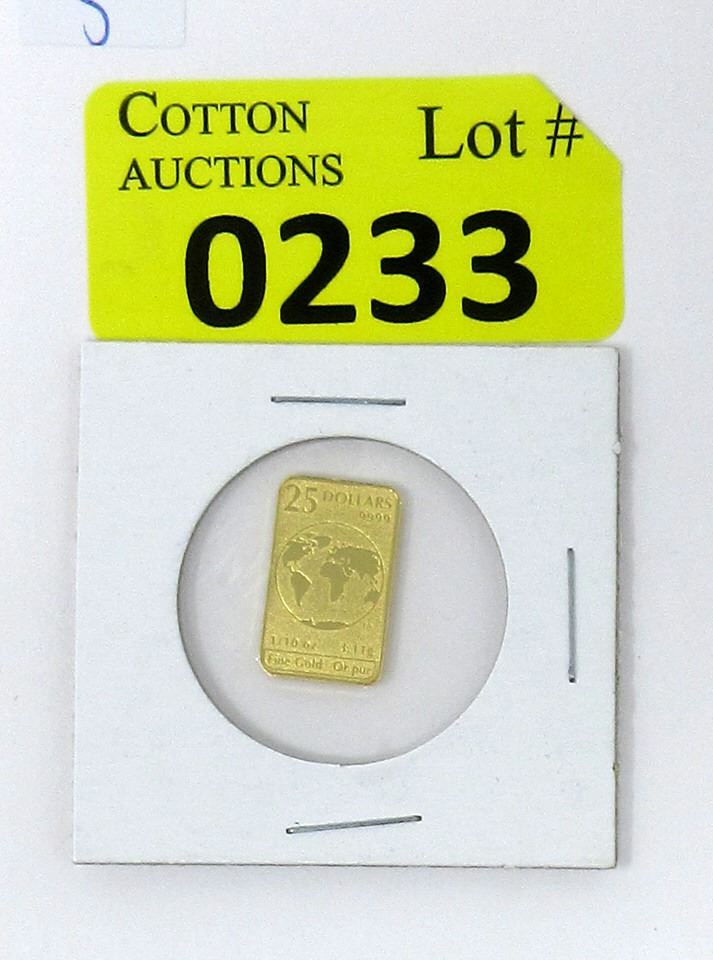 COTTON
AUCTIONS
Lot #
0233
25 DOLLARS
9999
1/10 oz 3.11g
Fine Gold Or pur